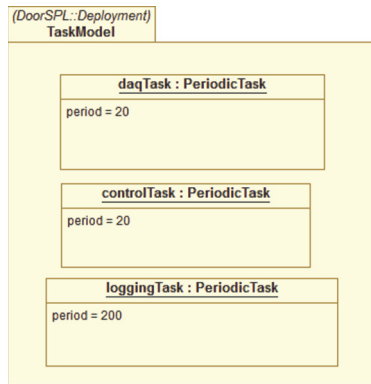 (DoorSPL::Deployment)
TaskModel
daqTask : PeriodicTask
period = 20
controlTask : PeriodicTask
period = 20
loggingTask : PeriodicTask
period = 200